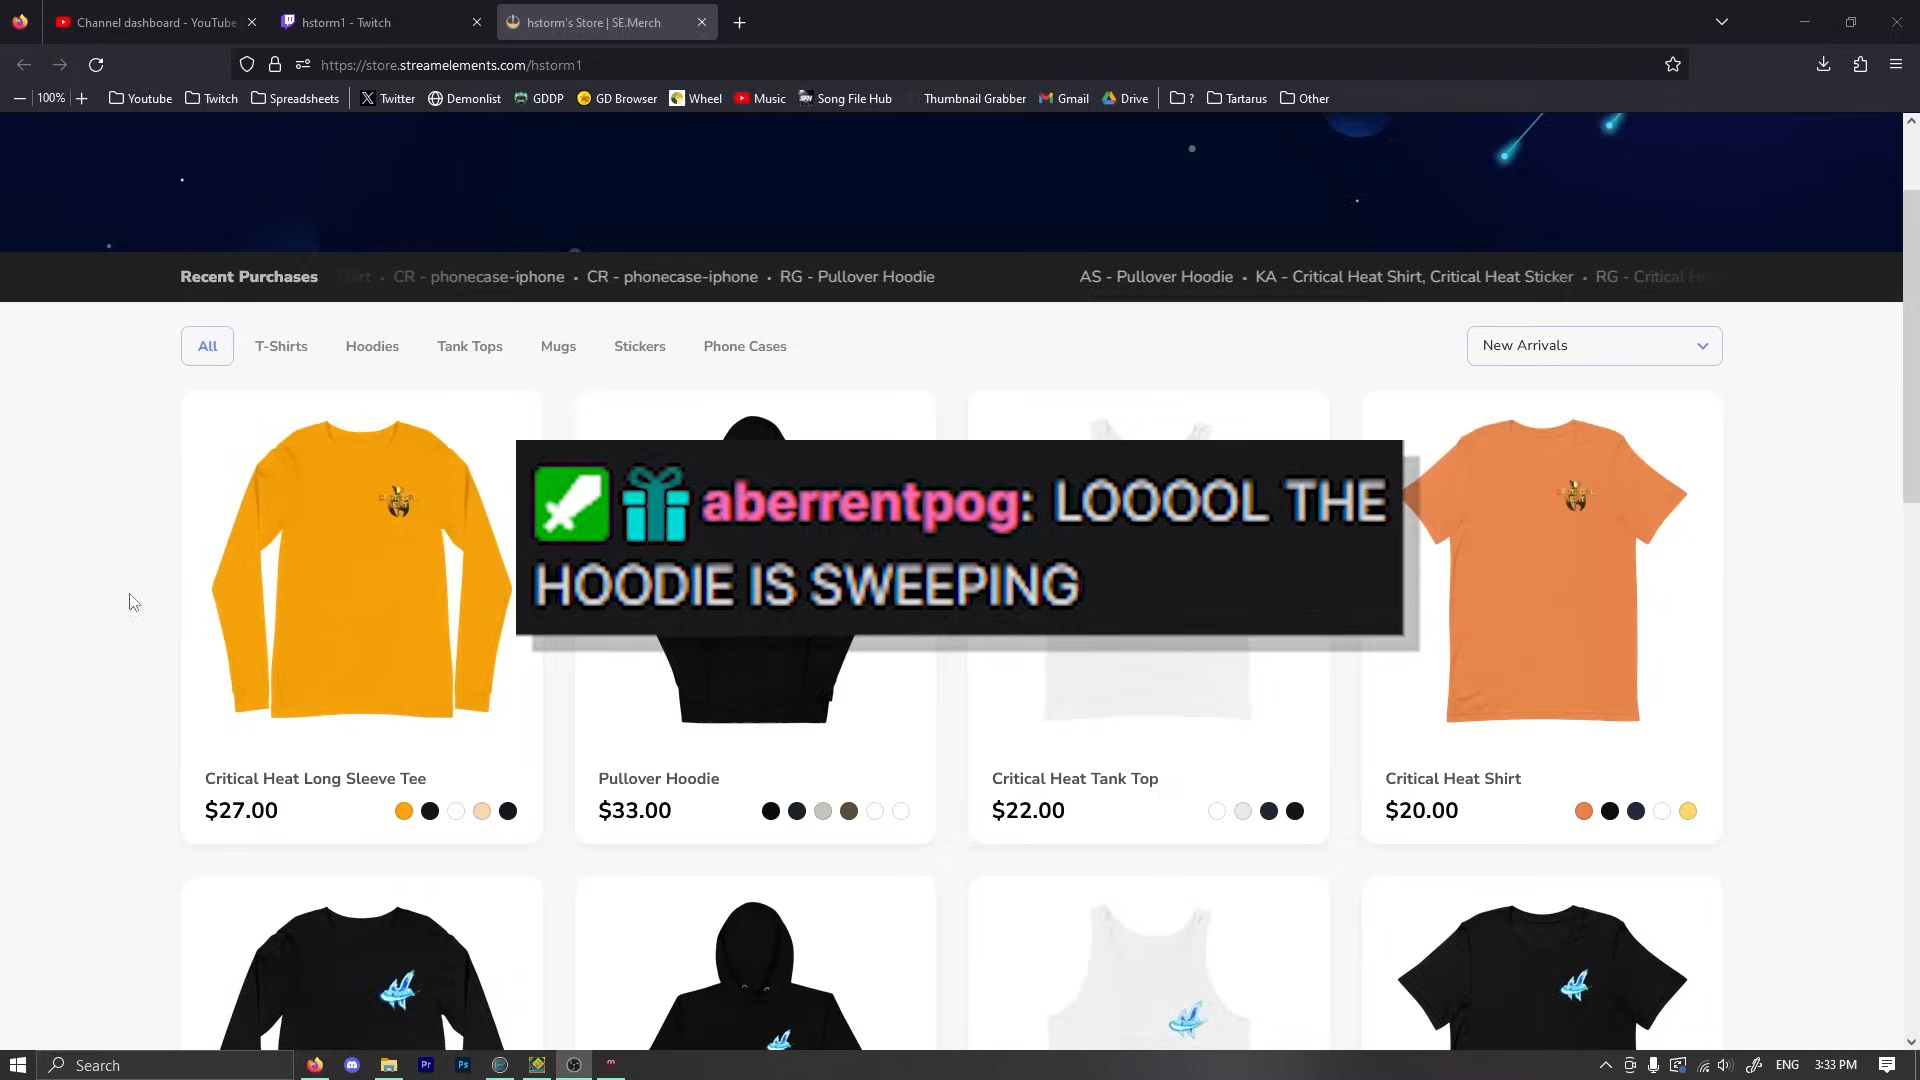 Channel dashboard - YouTube
hstorm1 - Twitch
hstorm's Store | SE.Merch
https://store.streamelements.com/hstorm1
100%
Youtube
Twitch
Spreadsheets
Twitter
Demonlist
GDDP
GD Browser
Wheel
Music
Song File Hub
Thumbnail Grabber
Gmail
Drive
?
Tartarus
Other
Recent Purchases
CR - phonecase-iphone • CR - phonecase-iphone • RG - Pullover Hoodie
AS - Pullover Hoodie • KA - Critical Heat Shirt, Critical Heat Sticker • RG - Critical
All
T-Shirts
Hoodies
Tank Tops
Mugs
Stickers
Phone Cases
New Arrivals
aberrentpog: LOOOOL THE
HOODIE IS SWEEPING
Critical Heat Long Sleeve Tee
$27.00
Pullover Hoodie
$33.00
Critical Heat Tank Top
$22.00
Critical Heat Shirt
$20.00
Search
Pr
Ps
ENG
3:33 PM